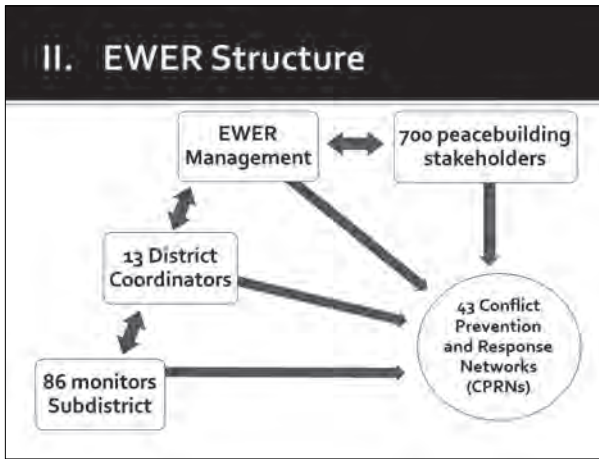 II. EWER Structure
EWER
Management
700 peacebuilding
stakeholders
13 District
Coordinators
43 Conflict
Prevention
and Response
Networks
(CPRNs)
86 monitors
Subdistrict